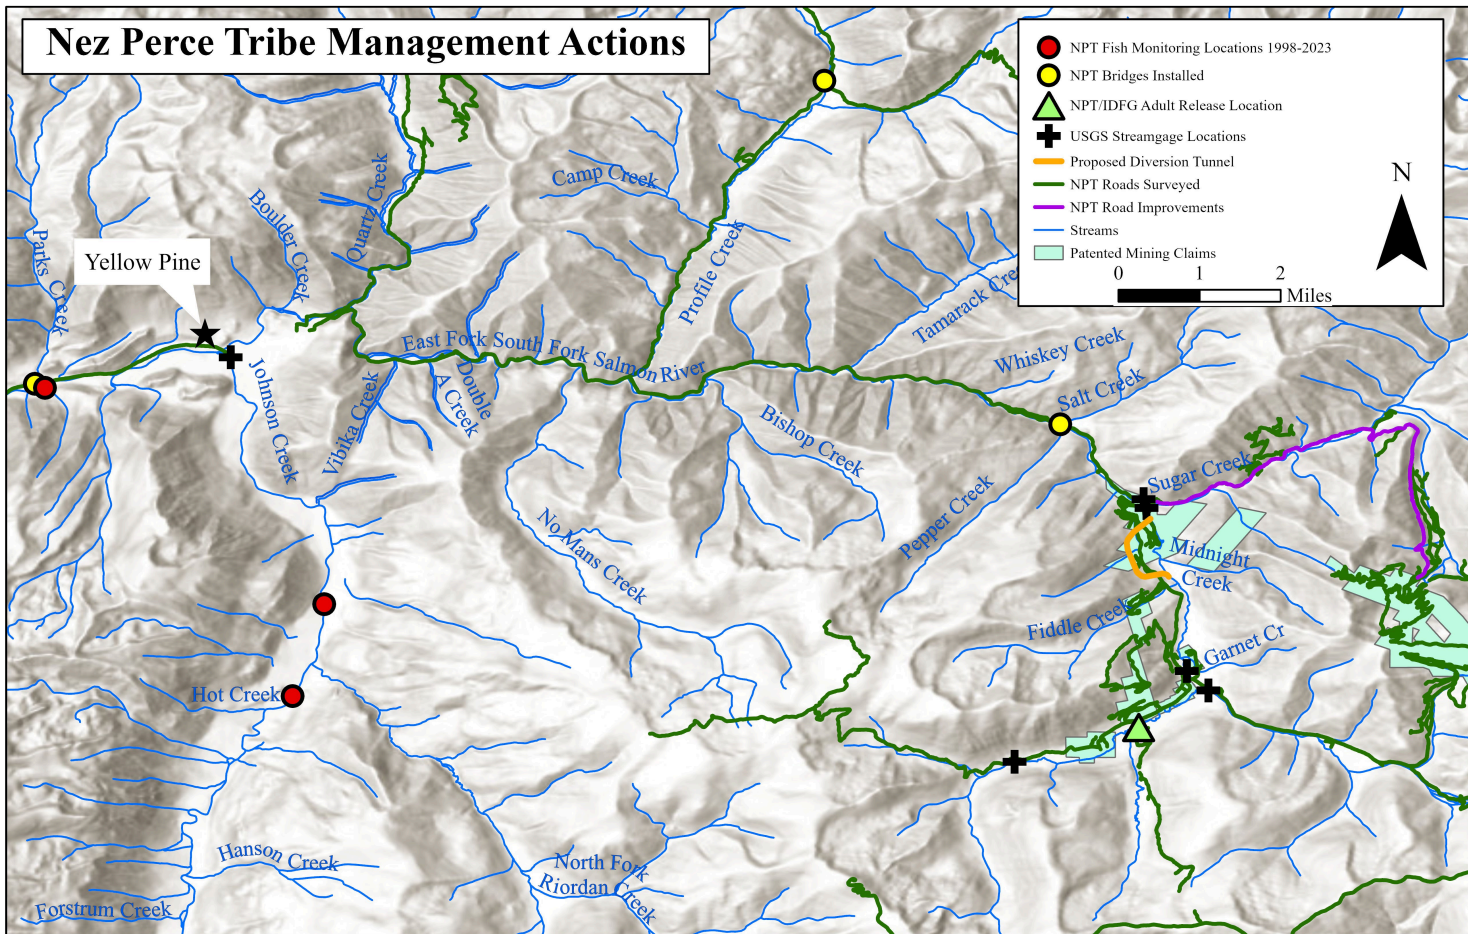 Nez Perce Tribe Management Actions
NPT Fish Monitoring Locations 1998-2023
NPT Bridges Installed
NPT/IDFG Adult Release Location
USGS Streamgage Locations
Proposed Diversion Tunnel
NPT Roads Surveyed
NPT Road Improvements
Streams
Patented Mining Claims
N
0 1 2
Miles
Parks Creek
Yellow Pine
Boulder Creek
Quartz Creek
Camp Creek
Profile Creek
Tamarack Cree
East Fork South Fork Salmon River
Whiskey Creek
Salt Creek
Johnson Creek
Vibika Creek
Double
A Creek
Bishop Creek
Sugar Creek
Pepper Creek
No Mans Creek
Midnight
Creek
Fiddle Creek
Garnet Cr
Hot Creek
Hanson Creek
North Fork
Riordan Creek
Forstrum Creek